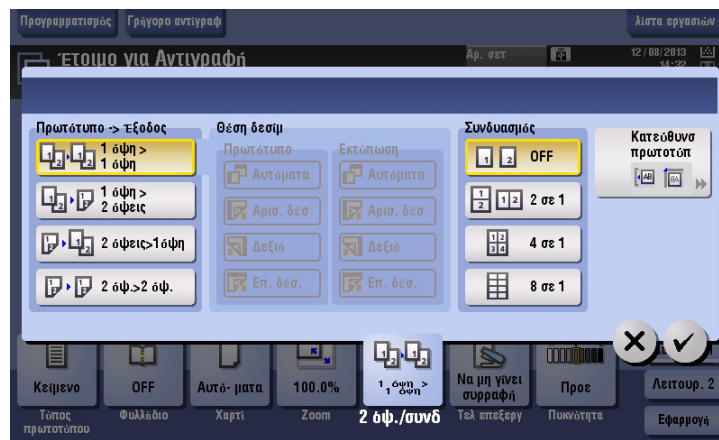 Προγραμματισμός
Γρήγορο αντίγραφ
λίστα εργασιών
Έτοιμο για Αντιγραφή
Αρ. σετ
12/08/2013
14:32
Πρωτότυπο -> Έξοδος
Θέση δεσίμ
Συνδυασμός
Πρωτότυπο
Εκτύπωση
1 όψη >
1 όψη
1 όψη >
2 όψεις
2 όψεις>1όψη
2 όψ.>2 όψ.
Αυτόματα
Αυτόματα
Αρισ. δέσ
Αρισ. δέσ
Δεξιό
Δεξιό
Επ. δέσ.
Επ. δέσ.
OFF
2 σε 1
4 σε 1
8 σε 1
Κατεύθυνσ
πρωτοτύπ
Κείμενο
OFF
Αυτό- ματα
100.0%
1 όψη >
1 όψη
Να μη γίνει
συρραφή
Προε
Λειτουρ. 2
Τύπος
πρωτοτύπου
Φυλλάδιο
Χαρτί
Zoom
2 όψ./συνδ
Τελ επεξεργ
Πυκνότητα
Εφαρμογή